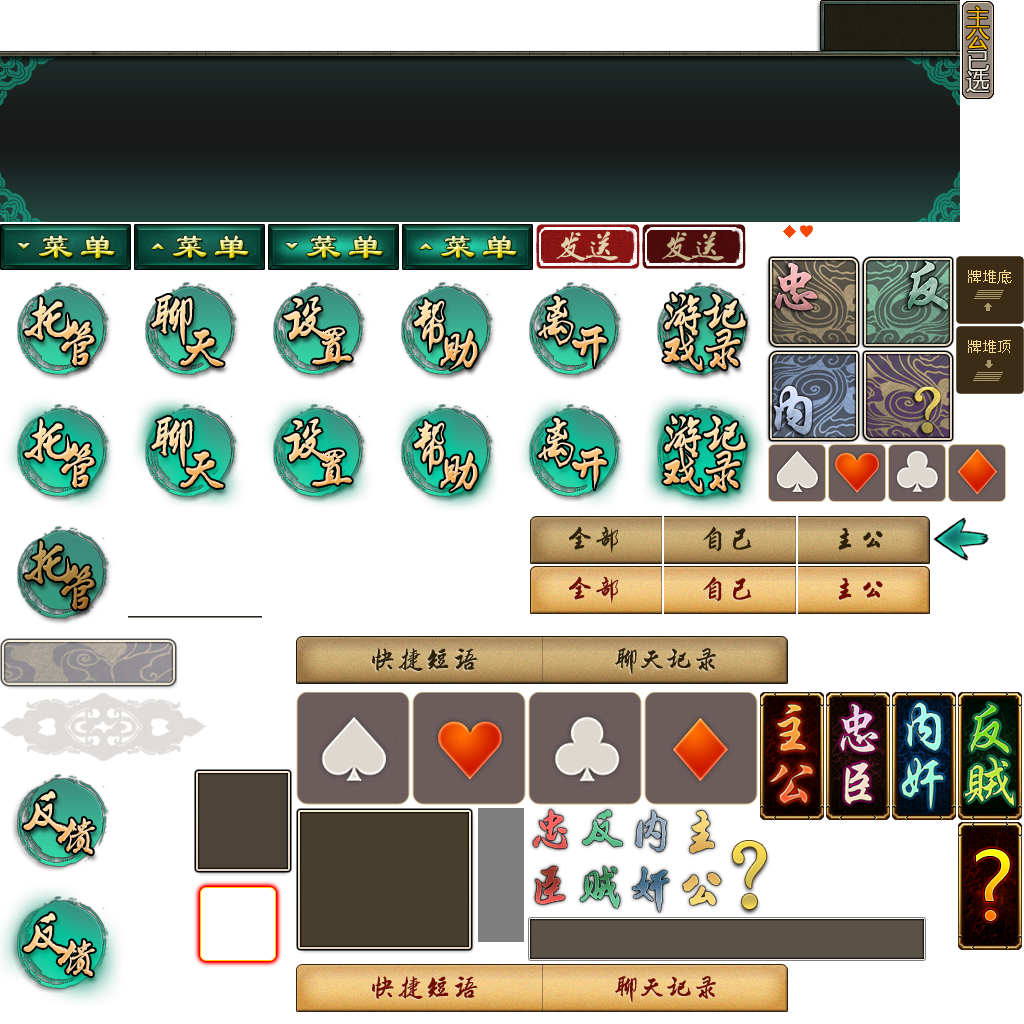 主公已选
菜单 菜单 菜单 菜单 发送 发送
托管 聊天 设置 帮助 离开 游戏记录
忠 反 牌堆底
内 ? 牌堆顶
托管 聊天 设置 帮助 离开 游戏记录
托管
全部 自己 主公
全部 自己 主公
快捷短语 聊天记录
主公 忠臣 内奸 反贼
反馈
忠臣 反贼 内奸 主公 ?
?
反馈
快捷短语 聊天记录